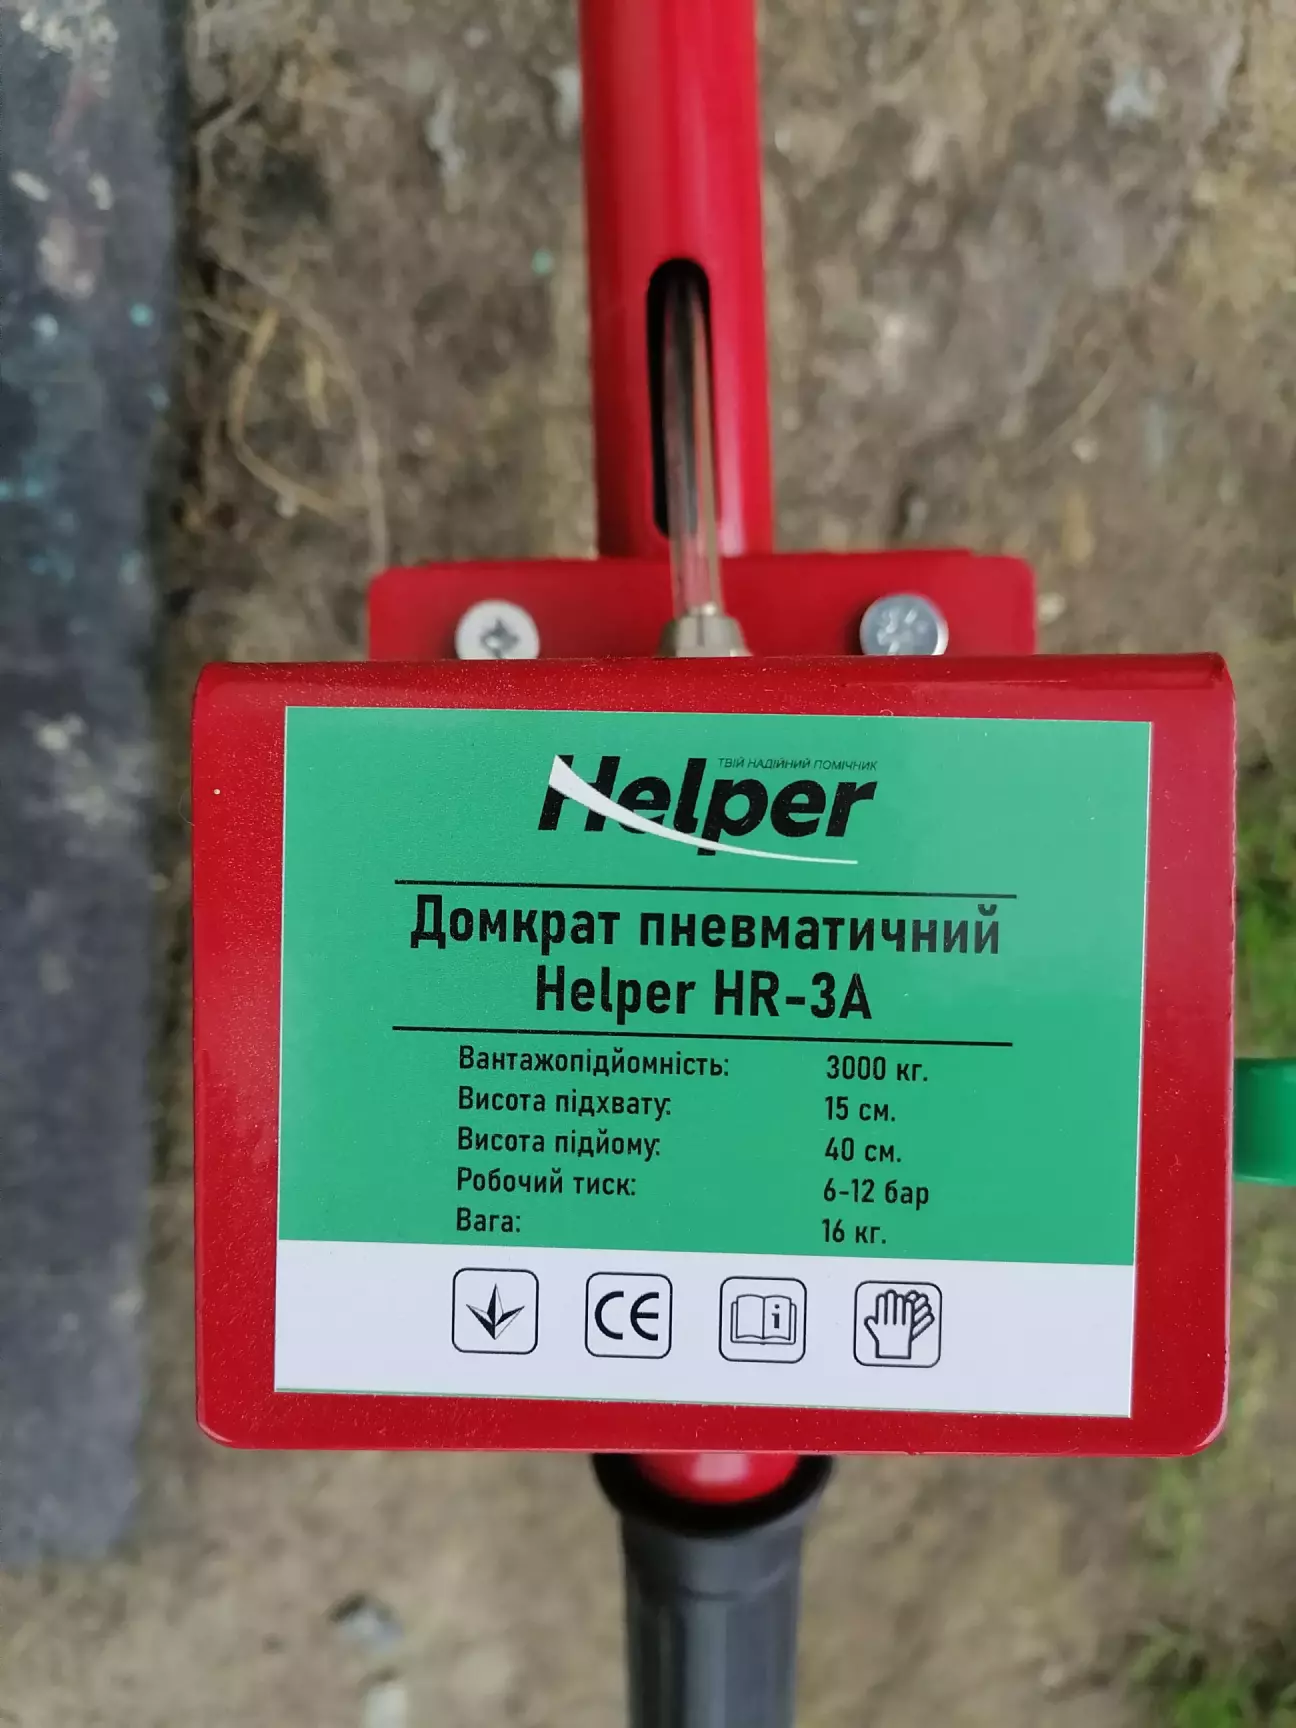 ТВІЙ НАДІЙНИЙ ПОМІЧНИК
Helper
Домкрат пневматичний
Helper HR-3A
Вантажопідйомність: 3000 кг.
Висота підхвату: 15 см.
Висота підйому: 40 см.
Робочий тиск: 6-12 бар
Вага: 16 кг.
CE
i